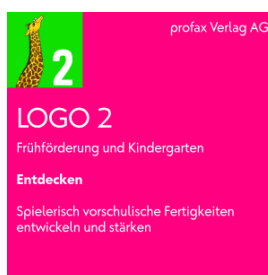 profax Verlag AG
2
LOGO 2
Frühförderung und Kindergarten
Entdecken
Spielerisch vorschulische Fertigkeiten
entwickeln und stärken